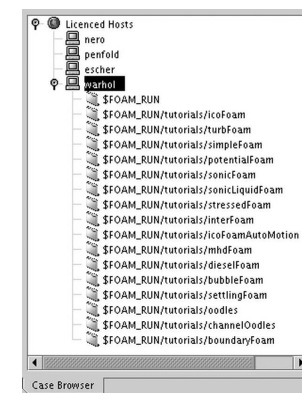 Licenced Hosts
nero
penfold
escher
warhol
$FOAM_RUN
$FOAM_RUN/tutorials/icoFoam
$FOAM_RUN/tutorials/turbFoam
$FOAM_RUN/tutorials/simpleFoam
$FOAM_RUN/tutorials/potentialFoam
$FOAM_RUN/tutorials/sonicFoam
$FOAM_RUN/tutorials/sonicLiquidFoam
$FOAM_RUN/tutorials/stressedFoam
$FOAM_RUN/tutorials/interFoam
$FOAM_RUN/tutorials/icoFoamAutoMotion
$FOAM_RUN/tutorials/mhdFoam
$FOAM_RUN/tutorials/dieselFoam
$FOAM_RUN/tutorials/bubbleFoam
$FOAM_RUN/tutorials/settlingFoam
$FOAM_RUN/tutorials/oodles
$FOAM_RUN/tutorials/channelOodles
$FOAM_RUN/tutorials/boundaryFoam
Case Browser